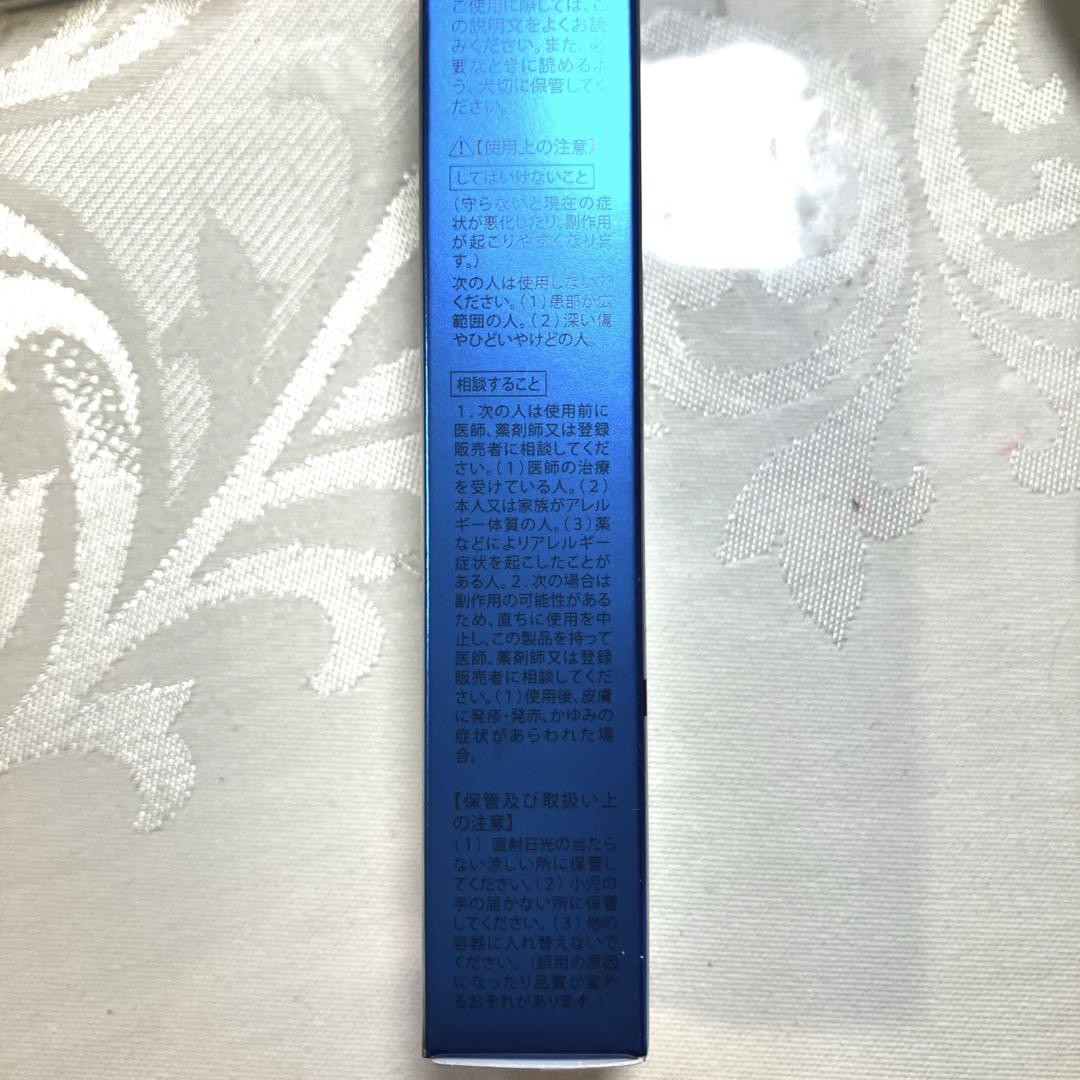 ご使用に際しては、こ
の説明文をよくお読
みください。また、必
要なときに読めるよ
う、大切に保管してく
ださい。
⚠【使用上の注意】
してはいけないこと
(守らないと現在の症
状が悪化したり、副作用
が起こりやすくなりま
す。)
次の人は使用しないで
ください。(1)患部が広
範囲の人。(2)深い傷
やひどいやけどの人。
相談すること
1.次の人は使用前に
医師、薬剤師又は登録
販売者に相談してくだ
さい。(1)医師の治療
を受けている人。(2)
本人又は家族がアレル
ギー体質の人。(3)薬
などによりアレルギー
症状を起こしたことが
ある人。2.次の場合は
副作用の可能性がある
ため、直ちに使用を中
止し、この製品を持って
医師、薬剤師又は登録
販売者に相談してくだ
さい。(1)使用後、皮膚
に発疹・発赤、かゆみの
症状があらわれた場
合。
【保管及び取扱い上
の注意】
(1) 直射日光の当たら
ない涼しい所に保管し
てください。(2) 小児の
手の届かない所に保管
してください。(3) 他の
容器に入れ替えないで
ください。(誤用の原因
になったり品質が変わ
るおそれがあります。)